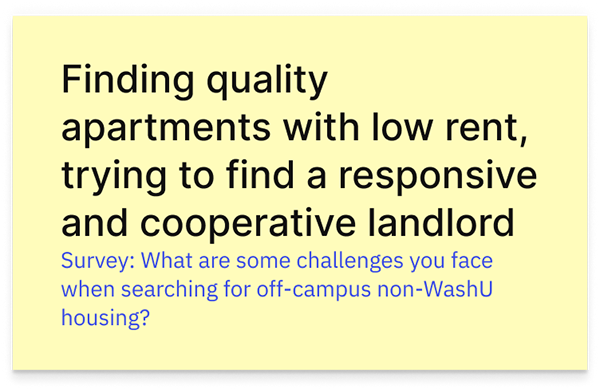 Finding quality
apartments with low rent,
trying to find a responsive
and cooperative landlord
Survey: What are some challenges you face
when searching for off-campus non-WashU
housing?